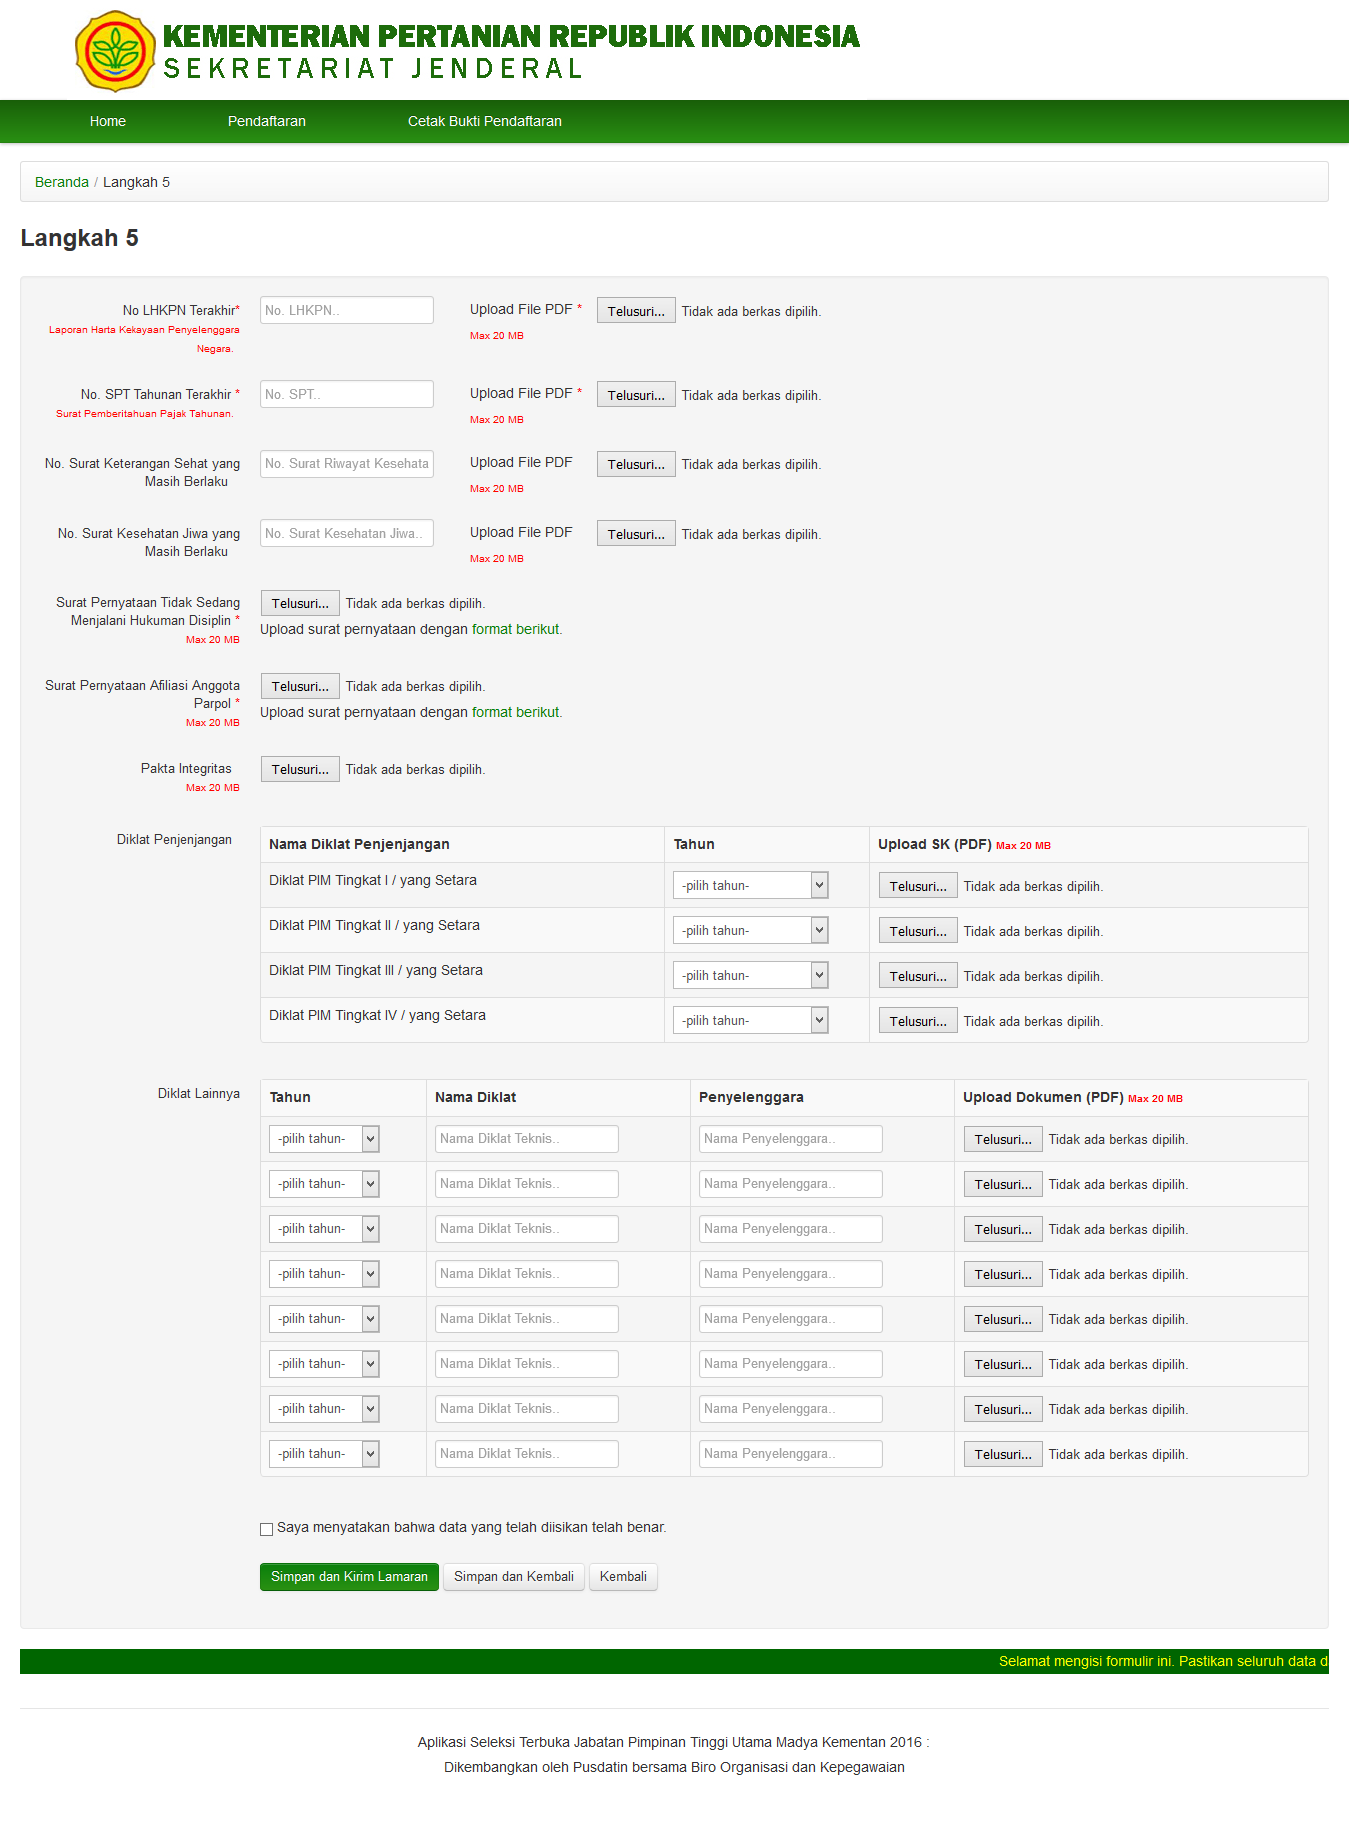 KEMENTERIAN PERTANIAN REPUBLIK INDONESIA
SEKRETARIAT JENDERAL
Home Pendaftaran Cetak Bukti Pendaftaran
Beranda / Langkah 5
Langkah 5
No LHKPN Terakhir* No. LHKPN.. Upload File PDF * Telusuri... Tidak ada berkas dipilih.
Laporan Harta Kekayaan Penyelenggara Max 20 MB
Negara.
No. SPT Tahunan Terakhir * No. SPT.. Upload File PDF * Telusuri... Tidak ada berkas dipilih.
Surat Pemberitahuan Pajak Tahunan. Max 20 MB
No. Surat Keterangan Sehat yang No. Surat Riwayat Kesehata Upload File PDF Telusuri... Tidak ada berkas dipilih.
Masih Berlaku Max 20 MB
No. Surat Kesehatan Jiwa yang No. Surat Kesehatan Jiwa.. Upload File PDF Telusuri... Tidak ada berkas dipilih.
Masih Berlaku Max 20 MB
Surat Pernyataan Tidak Sedang Telusuri... Tidak ada berkas dipilih.
Menjalani Hukuman Disiplin * Upload surat pernyataan dengan format berikut.
Max 20 MB
Surat Pernyataan Afiliasi Anggota Telusuri... Tidak ada berkas dipilih.
Parpol * Upload surat pernyataan dengan format berikut.
Max 20 MB
Pakta Integritas Telusuri... Tidak ada berkas dipilih.
Max 20 MB
Diklat Penjenjangan Nama Diklat Penjenjangan Tahun Upload SK (PDF) Max 20 MB
Diklat PIM Tingkat I / yang Setara -pilih tahun- Telusuri... Tidak ada berkas dipilih.
Diklat PIM Tingkat II / yang Setara -pilih tahun- Telusuri... Tidak ada berkas dipilih.
Diklat PIM Tingkat III / yang Setara -pilih tahun- Telusuri... Tidak ada berkas dipilih.
Diklat PIM Tingkat IV / yang Setara -pilih tahun- Telusuri... Tidak ada berkas dipilih.
Diklat Lainnya Tahun Nama Diklat Penyelenggara Upload Dokumen (PDF) Max 20 MB
-pilih tahun- Nama Diklat Teknis.. Nama Penyelenggara.. Telusuri... Tidak ada berkas dipilih.
-pilih tahun- Nama Diklat Teknis.. Nama Penyelenggara.. Telusuri... Tidak ada berkas dipilih.
-pilih tahun- Nama Diklat Teknis.. Nama Penyelenggara.. Telusuri... Tidak ada berkas dipilih.
-pilih tahun- Nama Diklat Teknis.. Nama Penyelenggara.. Telusuri... Tidak ada berkas dipilih.
-pilih tahun- Nama Diklat Teknis.. Nama Penyelenggara.. Telusuri... Tidak ada berkas dipilih.
-pilih tahun- Nama Diklat Teknis.. Nama Penyelenggara.. Telusuri... Tidak ada berkas dipilih.
-pilih tahun- Nama Diklat Teknis.. Nama Penyelenggara.. Telusuri... Tidak ada berkas dipilih.
-pilih tahun- Nama Diklat Teknis.. Nama Penyelenggara.. Telusuri... Tidak ada berkas dipilih.
Saya menyatakan bahwa data yang telah diisikan telah benar.
Simpan dan Kirim Lamaran Simpan dan Kembali Kembali
Selamat mengisi formulir ini. Pastikan seluruh data d
Aplikasi Seleksi Terbuka Jabatan Pimpinan Tinggi Utama Madya Kementan 2016 :
Dikembangkan oleh Pusdatin bersama Biro Organisasi dan Kepegawaian